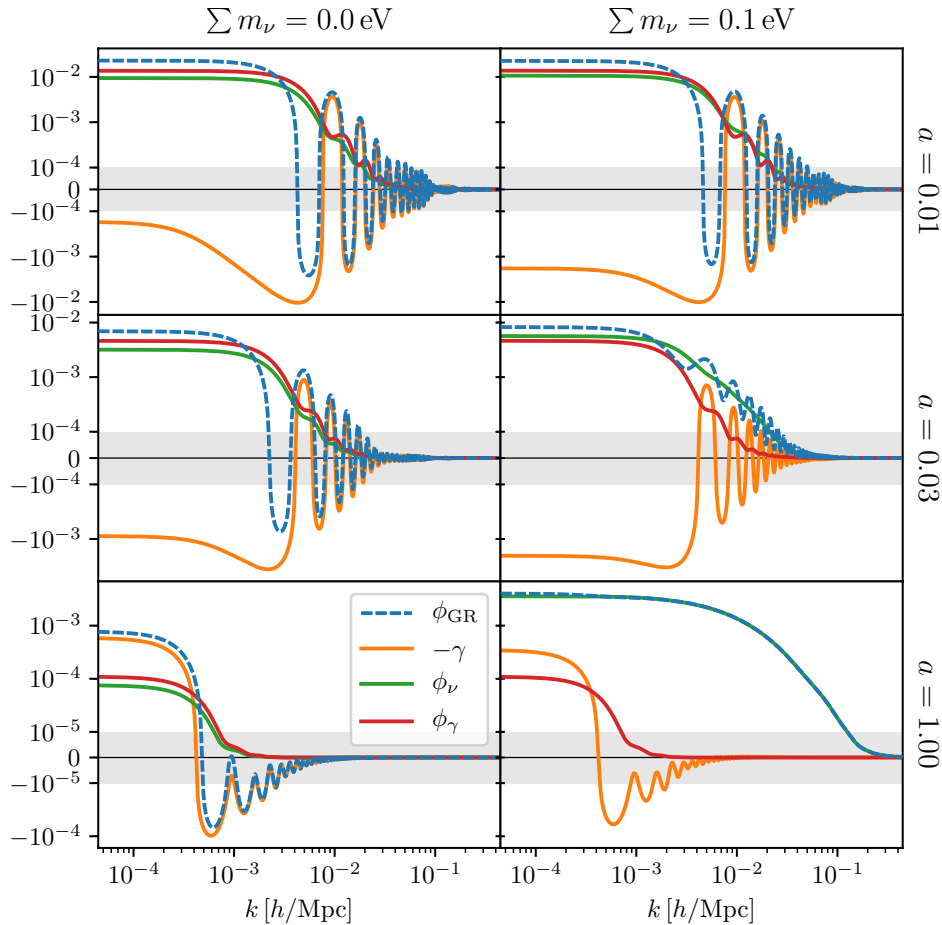 ∑ m_ν = 0.0 eV
∑ m_ν = 0.1 eV
10⁻²
10⁻³
10⁻⁴
0
−10⁻⁴
−10⁻³
−10⁻²
a = 0.01
10⁻²
10⁻³
10⁻⁴
0
−10⁻⁴
−10⁻³
a = 0.03
10⁻³
10⁻⁴
10⁻⁵
0
−10⁻⁵
−10⁻⁴
ϕ_GR
−γ
ϕ_ν
ϕ_γ
a = 1.00
10⁻⁴ 10⁻³ 10⁻² 10⁻¹
10⁻⁴ 10⁻³ 10⁻² 10⁻¹
k [h/Mpc]
k [h/Mpc]